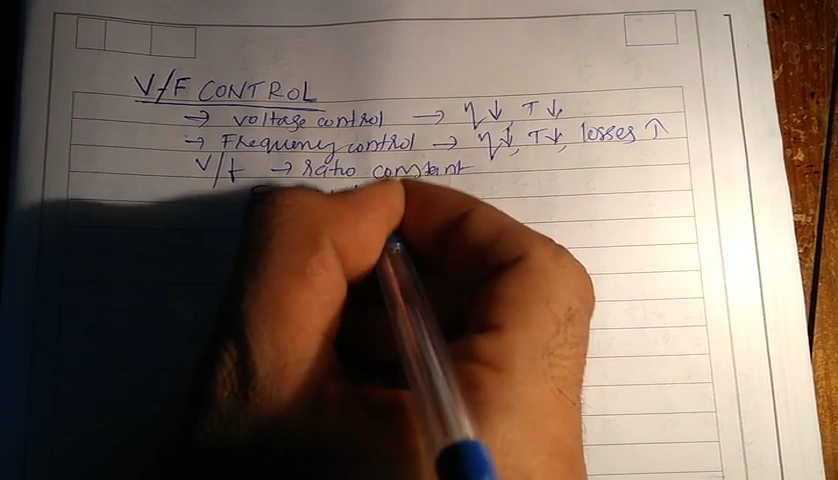 V/F CONTROL
→ voltage control → η↓, T↓,
→ Frequency control → η↓, T↓, losses ↑
V/f → ratio constant